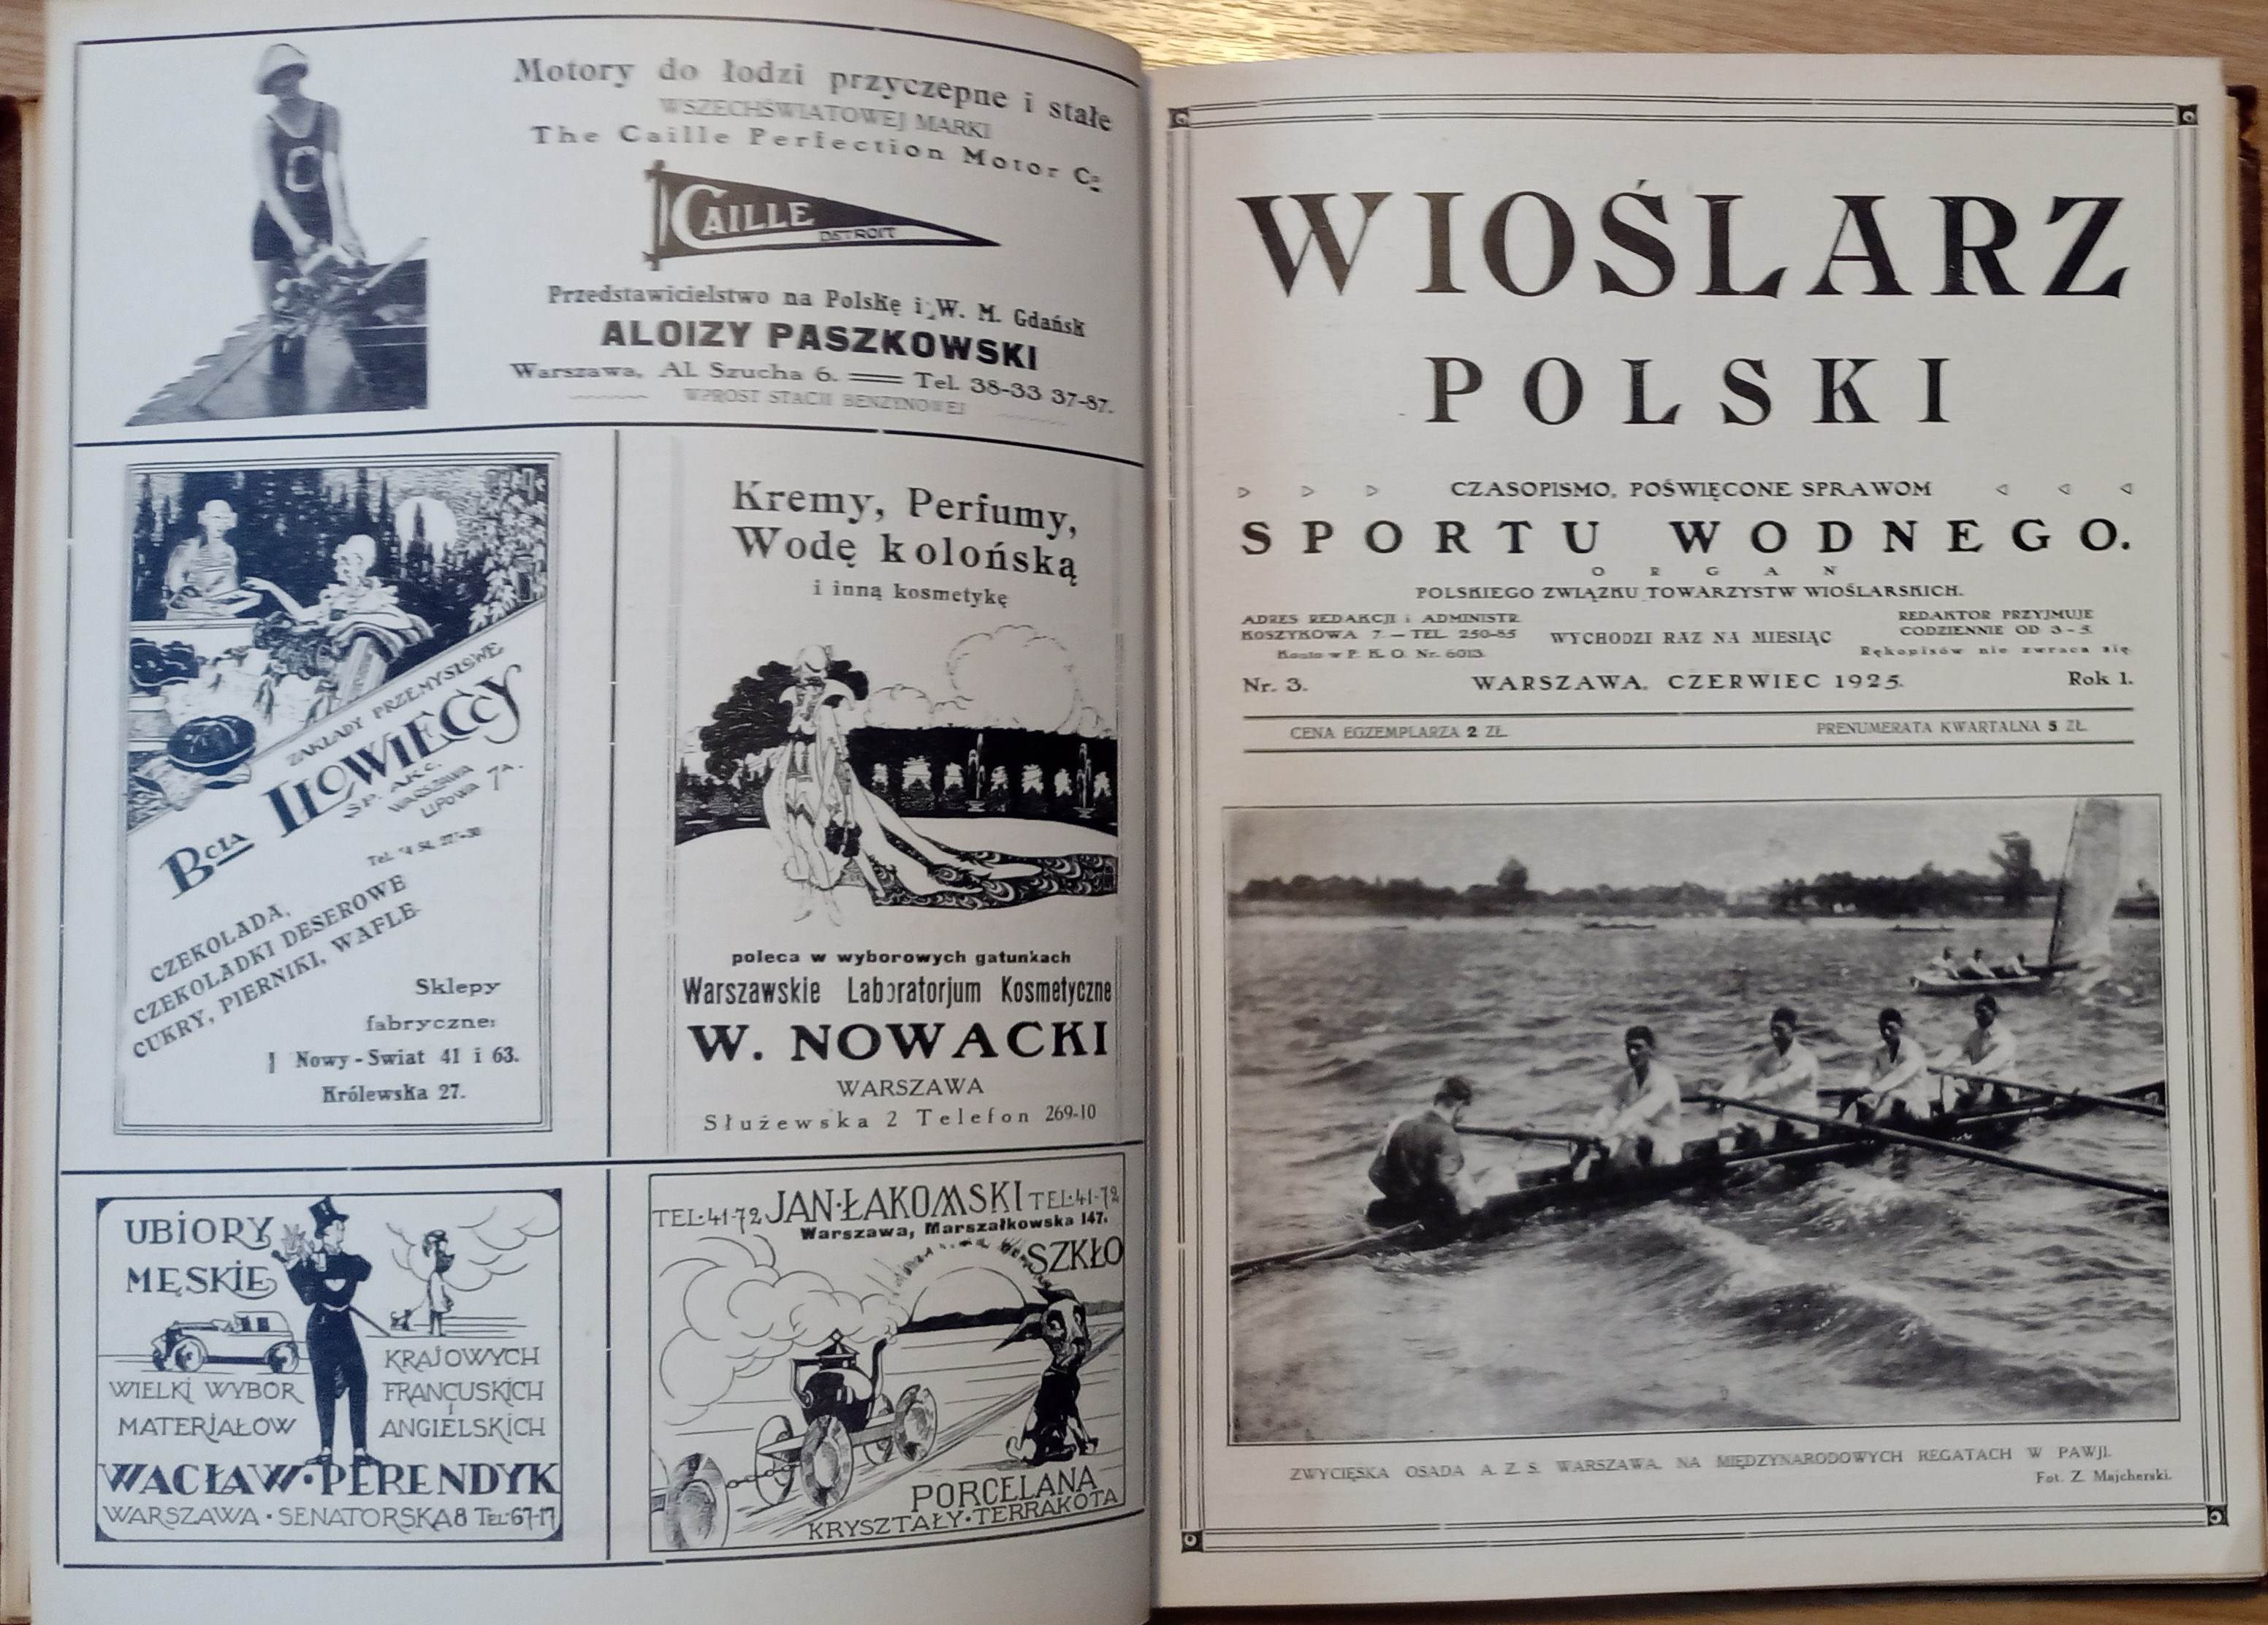 Motory do łodzi przyczepne i stałe
WSZECHŚWIATOWEJ MARKI
The Caille Perfection Motor Co
C
CAILLE
DETROIT
Przedstawicielstwo na Polskę i W. M. Gdańsk
ALOIZY PASZKOWSKI
Warszawa, Al. Szucha 6. Tel. 38-33 37-87.
WPROST STACJI BENZYNOWEJ
ZAKŁADY PRZEMYSŁOWE
Bcia IŁOWIECCY
SP. AKC.
WARSZAWA
LIPOWA 7A.
CZEKOLADA,
CZEKOLADKI DESEROWE
CUKRY, PIERNIKI, WAFLE
Sklepy
fabryczne:
Nowy-Swiat 41 i 63.
Królewska 27.
Kremy, Perfumy,
Wodę kolońską
i inną kosmetykę
poleca w wyborowych gatunkach
Warszawskie Laboratorjum Kosmetyczne
W. NOWACKI
WARSZAWA
Służewska 2 Telefon 269-10
UBIORY
MĘSKIE
WIELKI WYBOR
MATERJAŁOW
KRAJOWYCH
FRANCUSKICH
i
ANGIELSKICH
WACŁAW·PERENDYK
WARSZAWA·SENATORSKA 8 TEL·67-17
TEL·41-72 JAN·ŁAKOMSKI TEL·41-72
Warszawa, Marszałkowska 147.
SZKŁO
PORCELANA
KRYSZTAŁY·TERRAKOTA
WIOŚLARZ
POLSKI
CZASOPISMO, POŚWIĘCONE SPRAWOM
SPORTU WODNEGO.
ORGAN
POLSKIEGO ZWIĄZKU TOWARZYSTW WIOŚLARSKICH.
ADRES REDAKCJI i ADMINISTR.
KOSZYKOWA 7 — TEL 250-85
Konto w P. K. O. Nr. 6013.
WYCHODZI RAZ NA MIESIĄC
REDAKTOR PRZYJMUJE
CODZIENNIE OD 3-5.
Rękopisów nie zwraca się
Nr. 3. WARSZAWA, CZERWIEC 1925. Rok 1.
CENA EGZEMPLARZA 2 ZŁ. PRENUMERATA KWARTALNA 5 ZŁ.
ZWYCIĘSKA OSADA A. Z. S. WARSZAWA, NA MIĘDZYNARODOWYCH REGATACH W PAWJI.
Fot. Z. Majcherski.